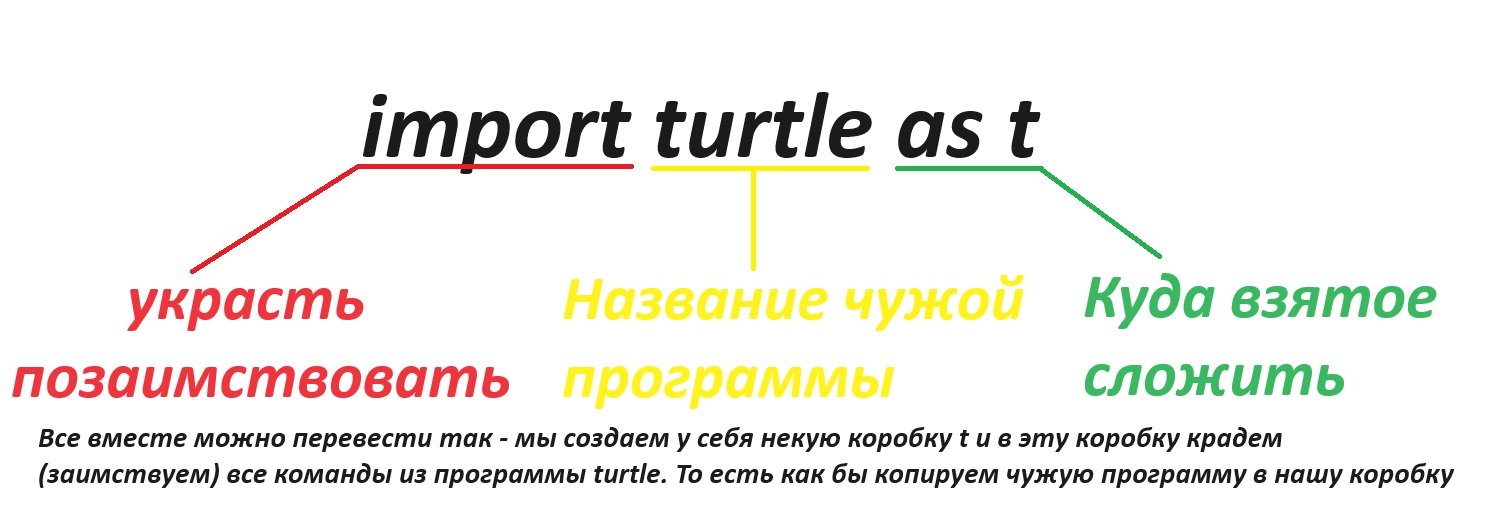 import turtle as t
украсть
позаимствовать
Название чужой
программы
Куда взятое
сложить
Все вместе можно перевести так - мы создаем у себя некую коробку t и в эту коробку крадем
(заимствуем) все команды из программы turtle. То есть как бы копируем чужую программу в нашу коробку